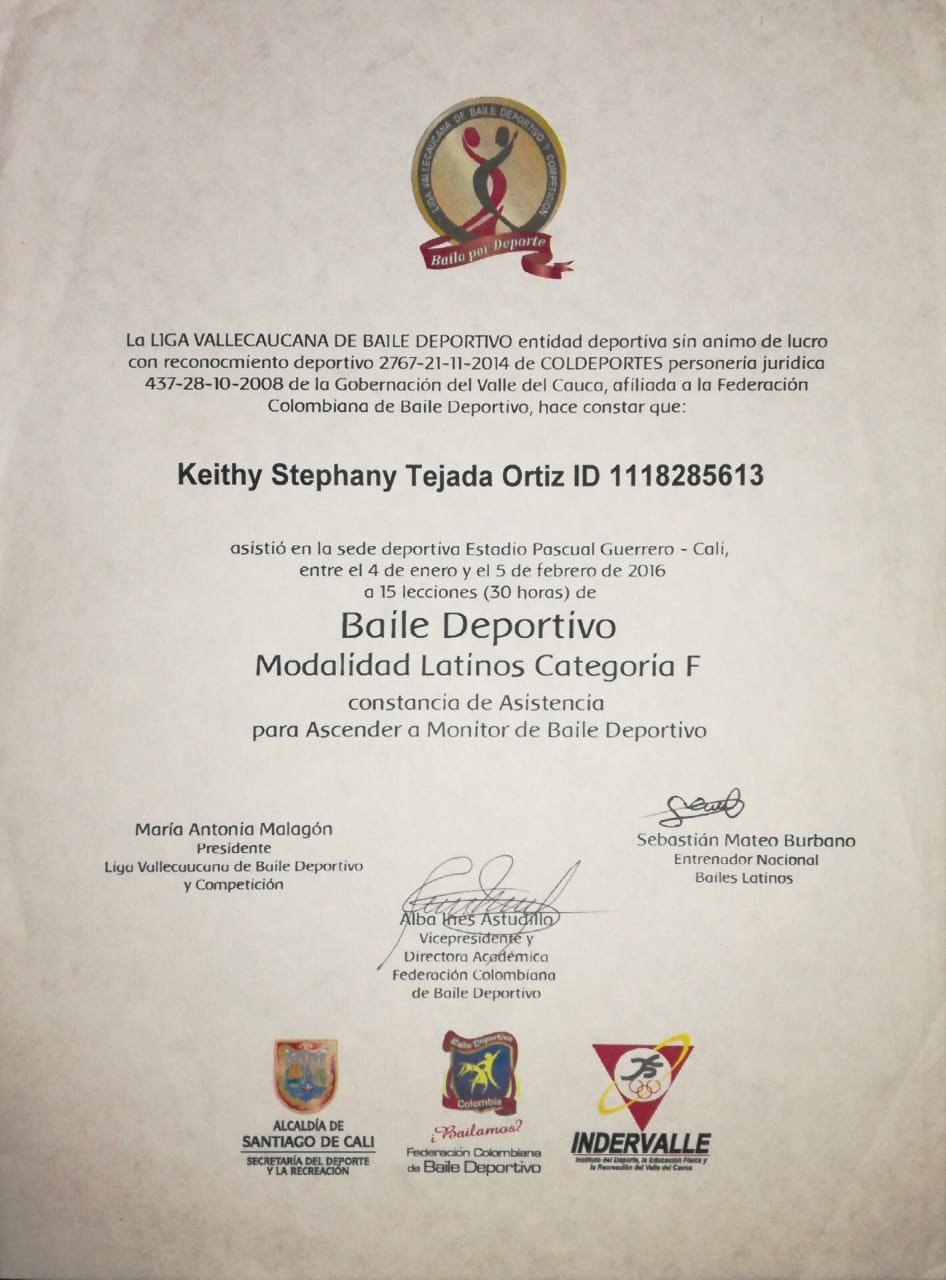 LIGA VALLECAUCANA DE BAILE DEPORTIVO Y COMPETICIÓN
Baila por Deporte
La LIGA VALLECAUCANA DE BAILE DEPORTIVO entidad deportiva sin animo de lucro
con reconocmiento deportivo 2767-21-11-2014 de COLDEPORTES personería juridica
437-28-10-2008 de la Gobernación del Valle del Cauca, afiliada a la Federación
Colombiana de Baile Deportivo, hace constar que:
Keithy Stephany Tejada Ortiz ID 1118285613
asistió en la sede deportiva Estadio Pascual Guerrero - Cali,
entre el 4 de enero y el 5 de febrero de 2016
a 15 lecciones (30 horas) de
Baile Deportivo
Modalidad Latinos Categoria F
constancia de Asistencia
para Ascender a Monitor de Baile Deportivo
María Antonia Malagón
Presidente
Liga Vallecaucana de Baile Deportivo
y Competición
Sebastián Mateo Burbano
Entrenador Nacional
Bailes Latinos
Alba Inés Astudillo
Vicepresidente y
Directora Académica
Federación Colombiana
de Baile Deportivo
ALCALDÍA DE
SANTIAGO DE CALI
SECRETARÍA DEL DEPORTE
Y LA RECREACIÓN
Baile Deportivo
Colombia
¿Bailamos?
Federación Colombiana
de Baile Deportivo
INDERVALLE
Instituto del Deporte, la Educación Física y
la Recreación del Valle del Cauca